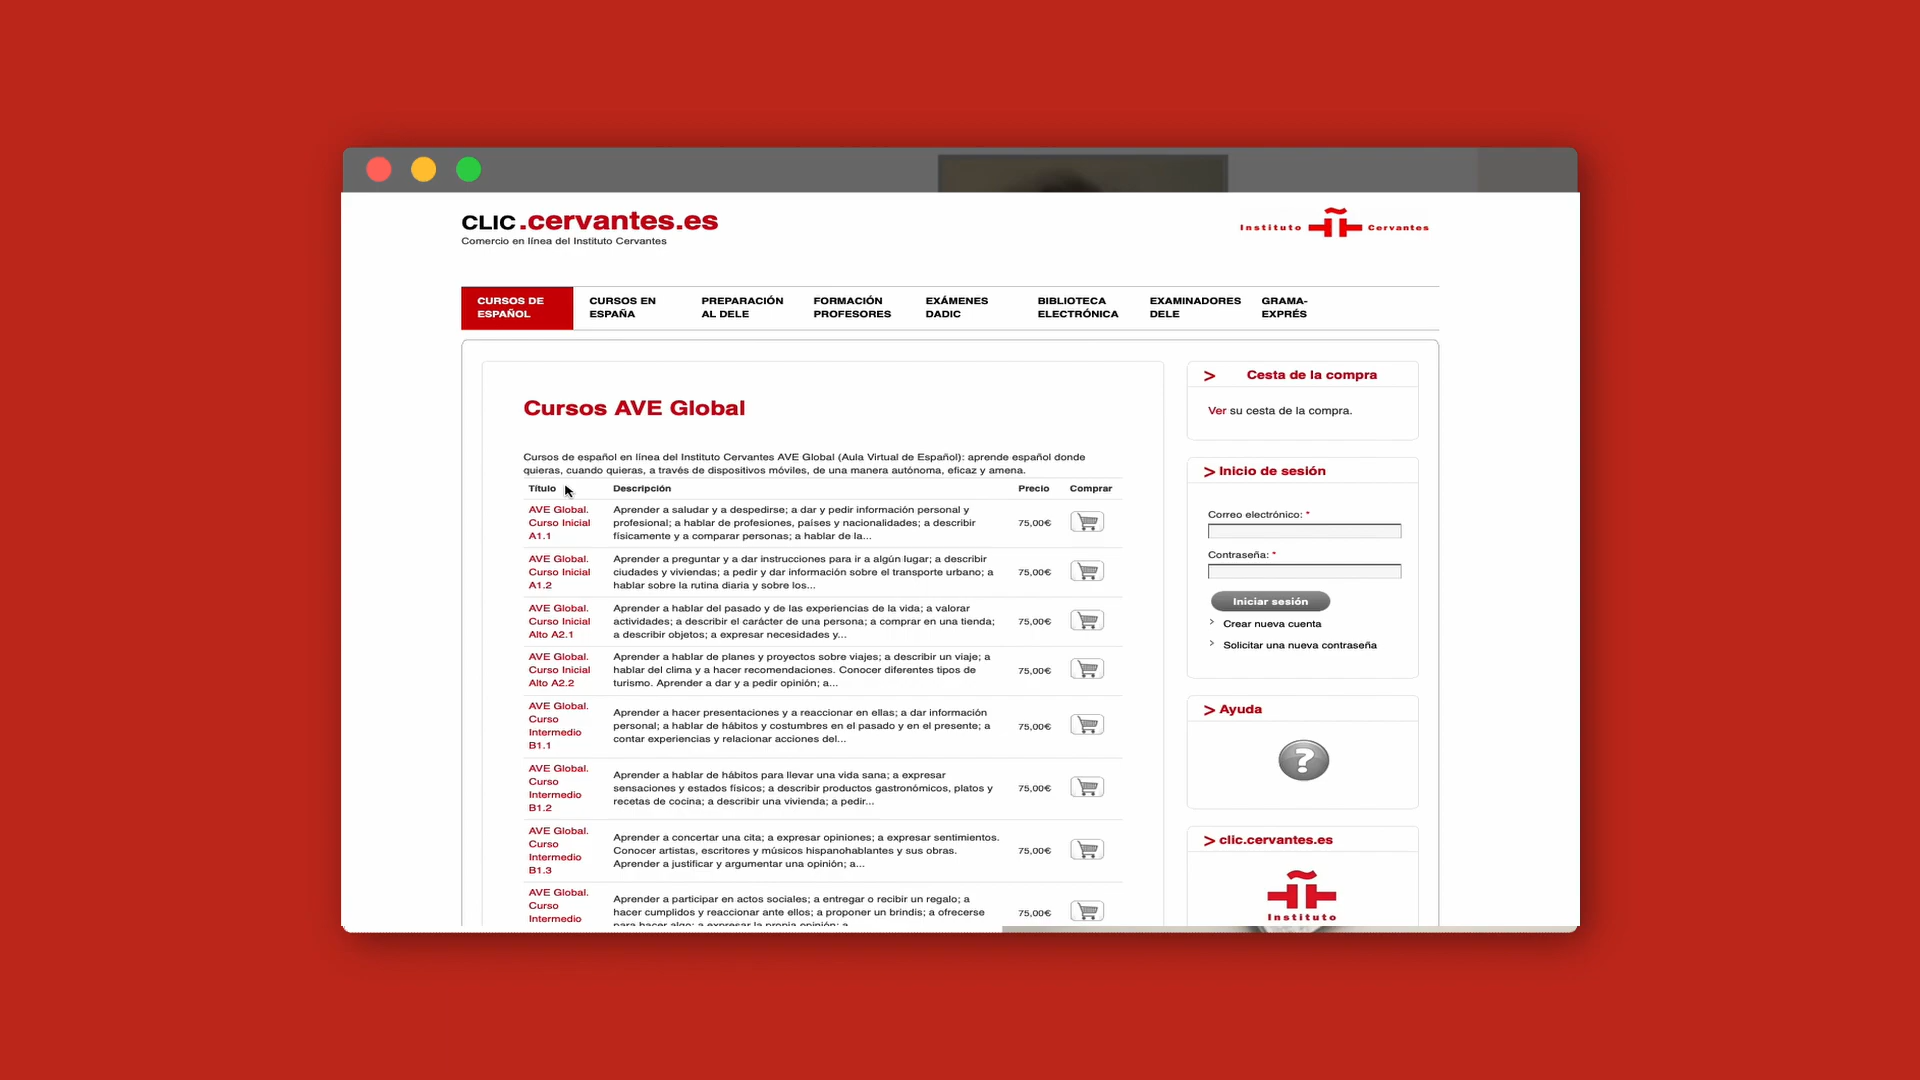 CLIC.cervantes.es
Comercio en línea del Instituto Cervantes
Instituto Cervantes
CURSOS DE
ESPAÑOL
CURSOS EN
ESPAÑA
PREPARACIÓN
AL DELE
FORMACIÓN
PROFESORES
EXÁMENES
DADIC
BIBLIOTECA
ELECTRÓNICA
EXAMINADORES
DELE
GRAMA-
EXPRÉS
Cursos AVE Global
Cursos de español en línea del Instituto Cervantes AVE Global (Aula Virtual de Español): aprende español donde
quieras, cuando quieras, a través de dispositivos móviles, de una manera autónoma, eficaz y amena.
Título Descripción Precio Comprar
AVE Global.
Curso Inicial
A1.1
Aprender a saludar y a despedirse; a dar y pedir información personal y
profesional; a hablar de profesiones, países y nacionalidades; a describir
físicamente y a comparar personas; a hablar de la...
75,00€
AVE Global.
Curso Inicial
A1.2
Aprender a preguntar y a dar instrucciones para ir a algún lugar; a describir
ciudades y viviendas; a pedir y dar información sobre el transporte urbano; a
hablar sobre la rutina diaria y sobre los...
75,00€
AVE Global.
Curso Inicial
Alto A2.1
Aprender a hablar del pasado y de las experiencias de la vida; a valorar
actividades; a describir el carácter de una persona; a comprar en una tienda;
a describir objetos; a expresar necesidades y...
75,00€
AVE Global.
Curso Inicial
Alto A2.2
Aprender a hablar de planes y proyectos sobre viajes; a describir un viaje; a
hablar del clima y a hacer recomendaciones. Conocer diferentes tipos de
turismo. Aprender a dar y a pedir opinión; a...
75,00€
AVE Global.
Curso
Intermedio
B1.1
Aprender a hacer presentaciones y a reaccionar en ellas; a dar información
personal; a hablar de hábitos y costumbres en el pasado y en el presente; a
contar experiencias y relacionar acciones del...
75,00€
AVE Global.
Curso
Intermedio
B1.2
Aprender a hablar de hábitos para llevar una vida sana; a expresar
sensaciones y estados físicos; a describir productos gastronómicos, platos y
recetas de cocina; a describir una vivienda; a pedir...
75,00€
AVE Global.
Curso
Intermedio
B1.3
Aprender a concertar una cita; a expresar opiniones; a expresar sentimientos.
Conocer artistas, escritores y músicos hispanohablantes y sus obras.
Aprender a justificar y argumentar una opinión; a...
75,00€
AVE Global.
Curso
Intermedio
Aprender a participar en actos sociales; a entregar o recibir un regalo; a
hacer cumplidos y reaccionar ante ellos; a proponer un brindis; a ofrecerse
para hacer algo; a expresar la propia opinión; a
75,00€
> Cesta de la compra
Ver su cesta de la compra.
> Inicio de sesión
Correo electrónico: *
Contraseña: *
Iniciar sesión
> Crear nueva cuenta
> Solicitar una nueva contraseña
> Ayuda
?
> clic.cervantes.es
Instituto